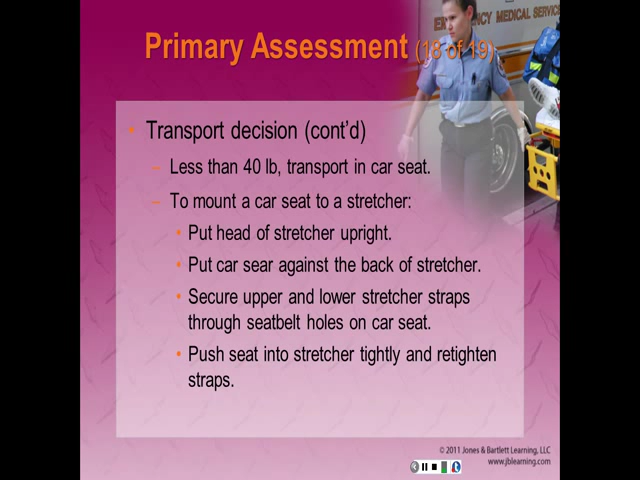 EMERGENCY MEDICAL SERVICE
Primary Assessment (18 of 19)
• Transport decision (cont'd)
– Less than 40 lb, transport in car seat.
– To mount a car seat to a stretcher:
• Put head of stretcher upright.
• Put car sear against the back of stretcher.
• Secure upper and lower stretcher straps
through seatbelt holes on car seat.
• Push seat into stretcher tightly and retighten
straps.
© 2011 Jones & Bartlett Learning, LLC
www.jblearning.com